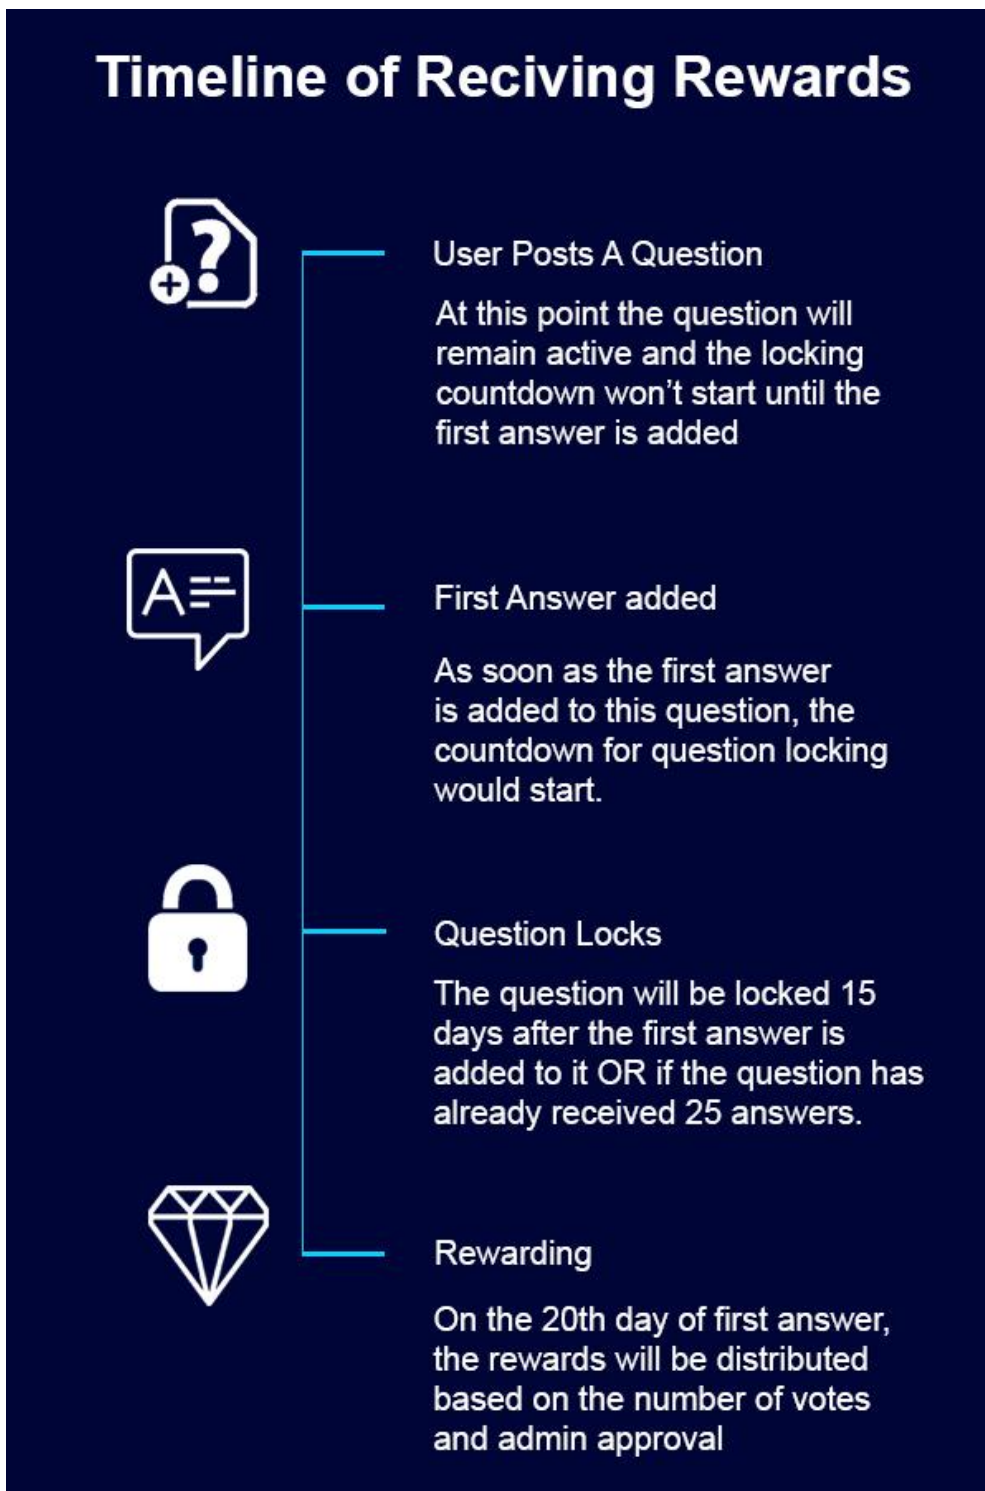 Timeline of Reciving Rewards
User Posts A Question
At this point the question will
remain active and the locking
countdown won’t start until the
first answer is added
A
First Answer added
As soon as the first answer
is added to this question, the
countdown for question locking
would start.
Question Locks
The question will be locked 15
days after the first answer is
added to it OR if the question has
already received 25 answers.
Rewarding
On the 20th day of first answer,
the rewards will be distributed
based on the number of votes
and admin approval